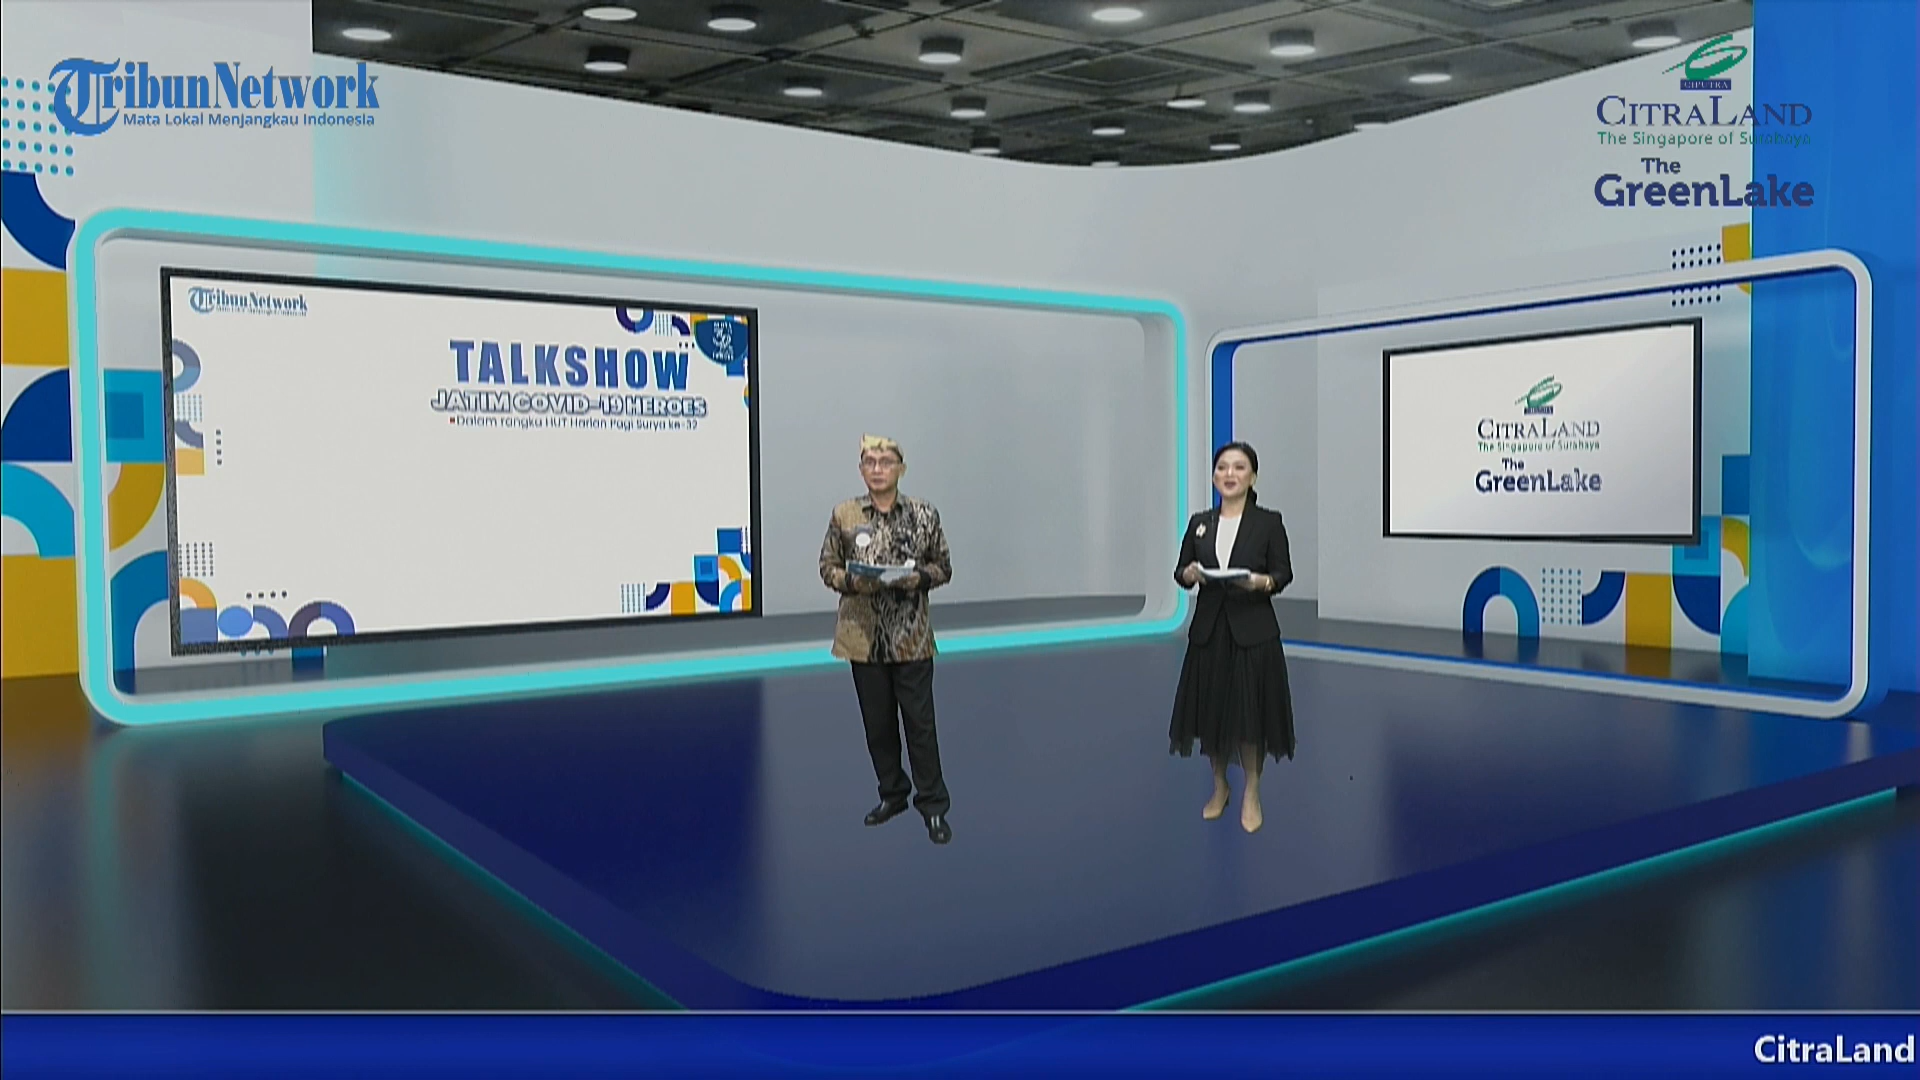 TribunNetwork
Mata Lokal Menjangkau Indonesia
CIPUTRA
CITRALAND
The Singapore of Surabaya
The
GreenLake
TribunNetwork
TALKSHOW
JATIM COVID-19 HEROES
Dalam rangka HUT Harian Pagi Surya ke-32
CITRALAND
The Singapore of Surabaya
The
GreenLake
CitraLand